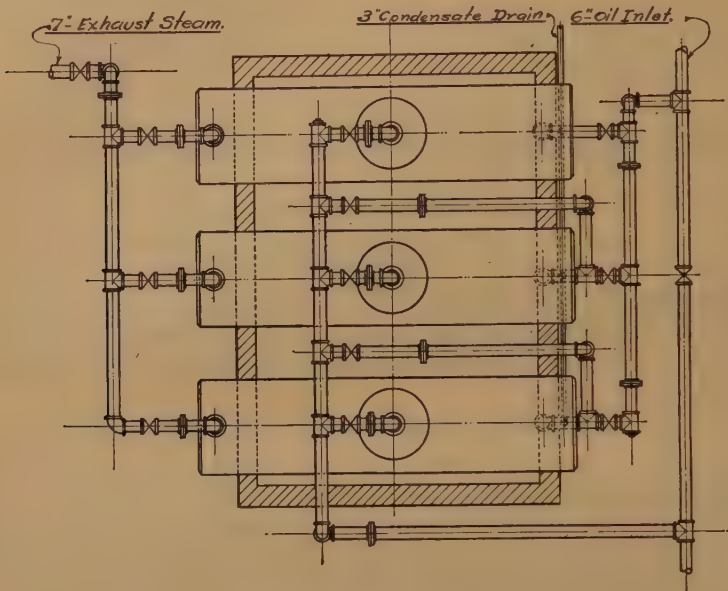 7" Exhaust Steam.
3" Condensate Drain
6" Oil Inlet.